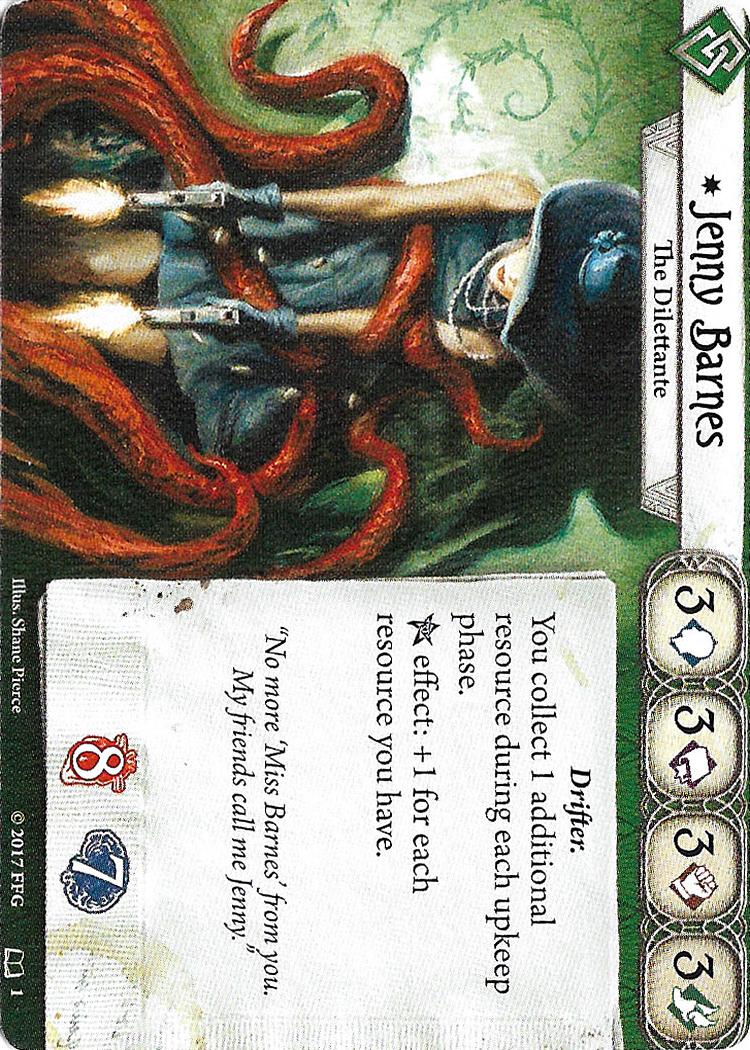 Jenny Barnes
The Dilettante
3 3 3 3
Drifter.
You collect 1 additional
resource during each upkeep
phase.
effect: +1 for each
resource you have.
“No more ‘Miss Barnes’ from you.
My friends call me Jenny.”
8 7
Illus. Shane Pierce © 2017 FFG 1